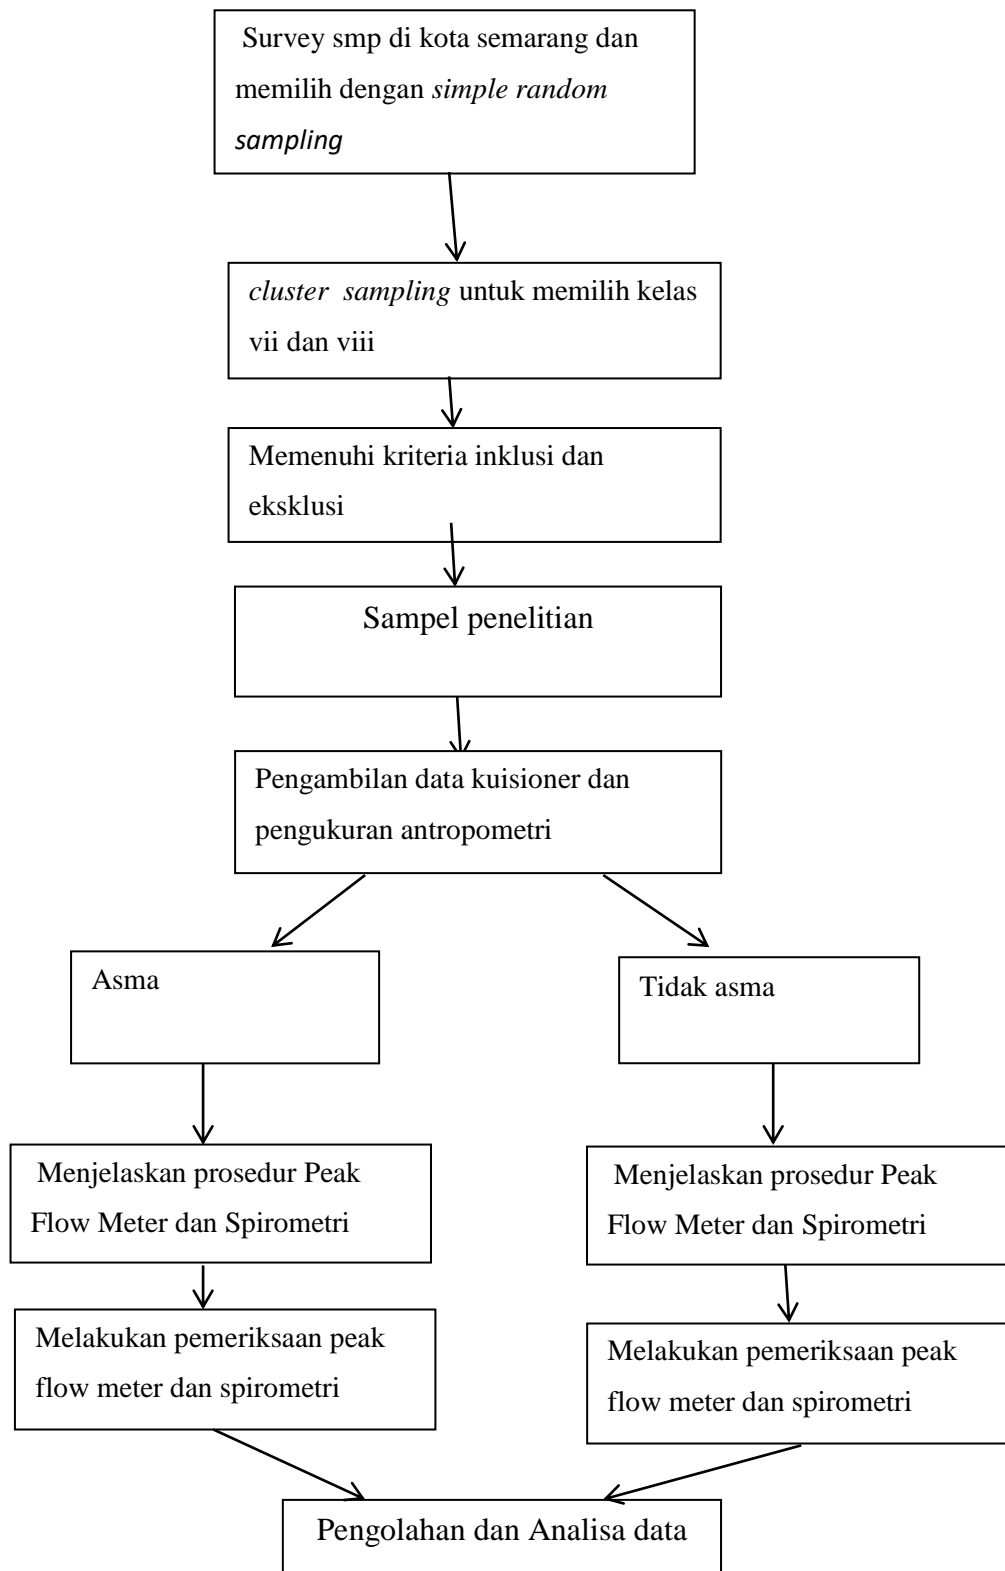 Survey smp di kota semarang dan
memilih dengan simple random
sampling
cluster sampling untuk memilih kelas
vii dan viii
Memenuhi kriteria inklusi dan
eksklusi
Sampel penelitian
Pengambilan data kuisioner dan
pengukuran antropometri
Asma
Tidak asma
Menjelaskan prosedur Peak
Flow Meter dan Spirometri
Menjelaskan prosedur Peak
Flow Meter dan Spirometri
Melakukan pemeriksaan peak
flow meter dan spirometri
Melakukan pemeriksaan peak
flow meter dan spirometri
Pengolahan dan Analisa data